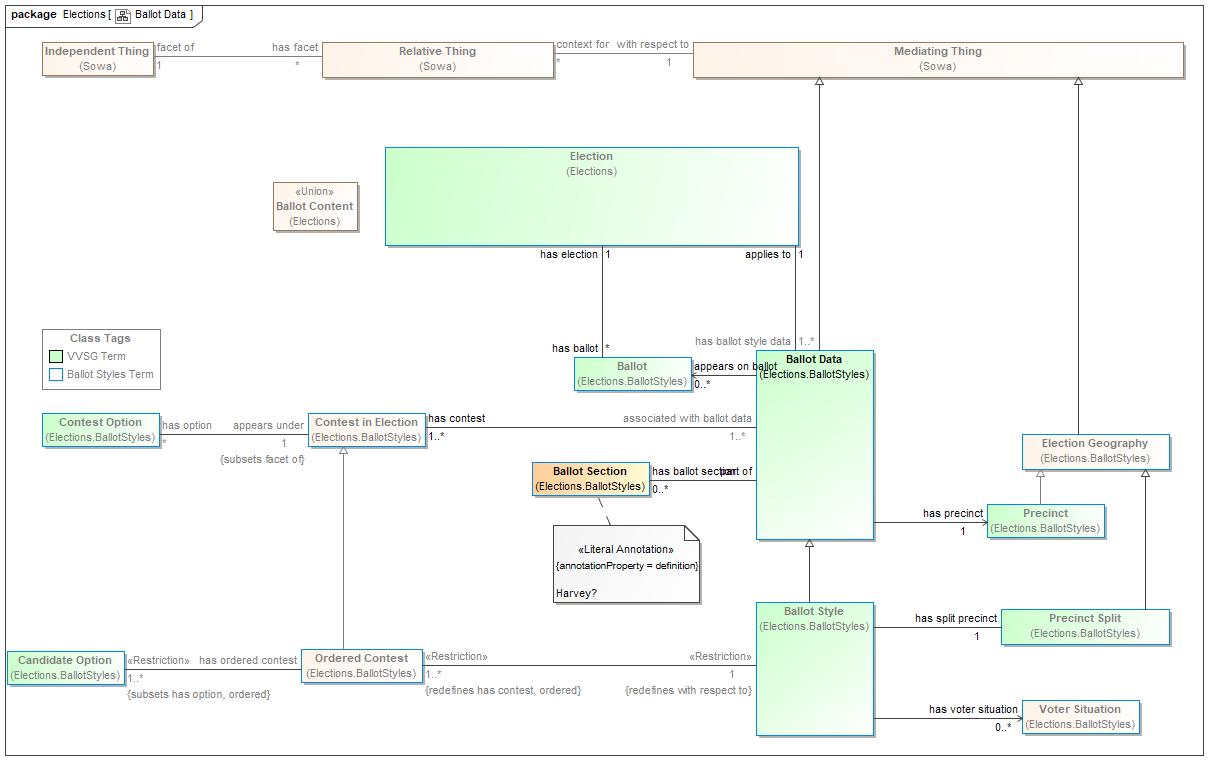 package Elections [ Ballot Data ]
Independent Thing
(Sowa)
facet of
1
has facet
*
Relative Thing
(Sowa)
context for
*
with respect to
1
Mediating Thing
(Sowa)
Election
(Elections)
«Union»
Ballot Content
(Elections)
has election 1
applies to 1
Class Tags
VVSG Term
Ballot Styles Term
has ballot *
has ballot style data 1..*
Ballot
(Elections.BallotStyles)
appears on ballot
0..*
Ballot Data
(Elections.BallotStyles)
Contest Option
(Elections.BallotStyles)
has option
*
appears under
1
{subsets facet of}
Contest in Election
(Elections.BallotStyles)
has contest
1..*
associated with ballot data
1..*
Election Geography
(Elections.BallotStyles)
Ballot Section
(Elections.BallotStyles)
has ballot section
0..*
part of
Precinct
(Elections.BallotStyles)
has precinct
1
«Literal Annotation»
{annotationProperty = definition}
Harvey?
Ballot Style
(Elections.BallotStyles)
has split precinct
1
Precinct Split
(Elections.BallotStyles)
Candidate Option
(Elections.BallotStyles)
«Restriction»
1..*
{subsets has option, ordered}
has ordered contest
Ordered Contest
(Elections.BallotStyles)
«Restriction»
1..*
{redefines has contest, ordered}
«Restriction»
1
{redefines with respect to}
has voter situation
0..*
Voter Situation
(Elections.BallotStyles)